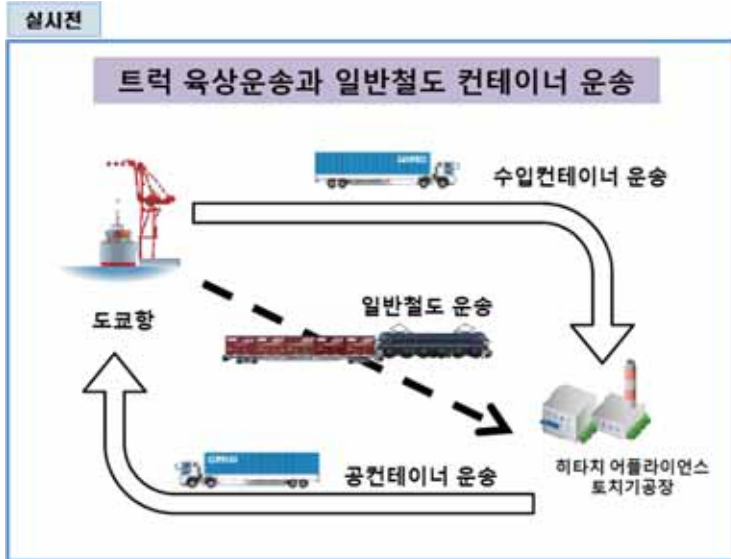 실시전
트럭 육상운송과 일반철도 컨테이너 운송
수입컨테이너 운송
일반철도 운송
도쿄항
히타치 어플라이언스
토치기공장
공컨테이너 운송